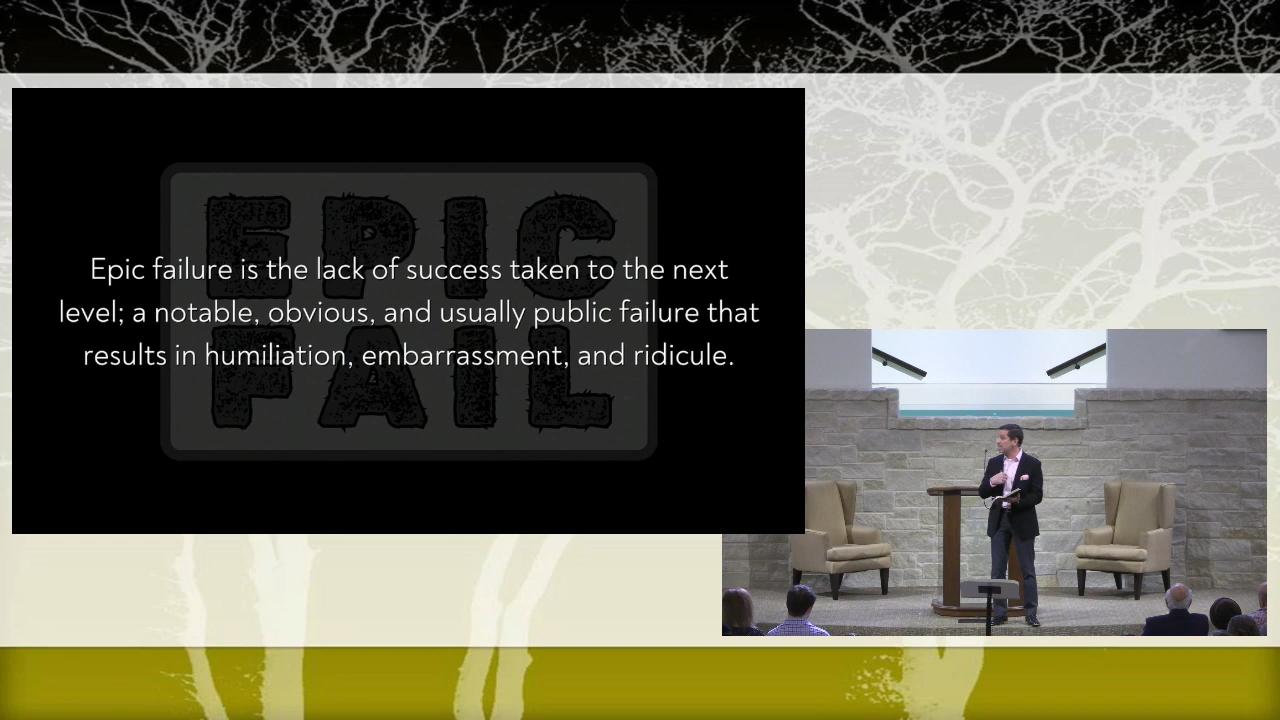 EPIC
FAIL
Epic failure is the lack of success taken to the next
level; a notable, obvious, and usually public failure that
results in humiliation, embarrassment, and ridicule.